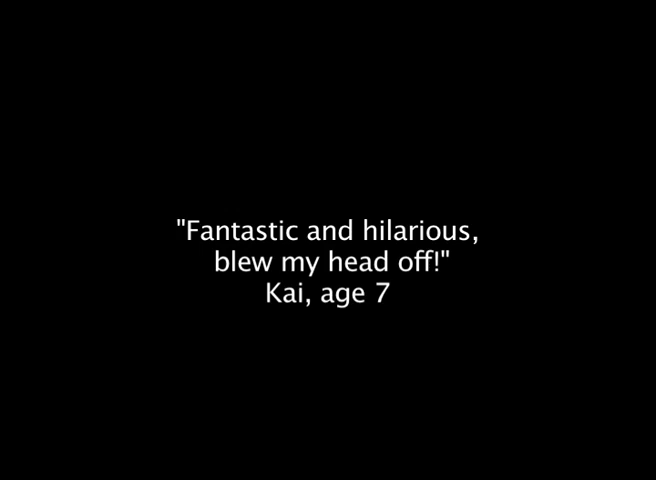 "Fantastic and hilarious,
blew my head off!"
Kai, age 7